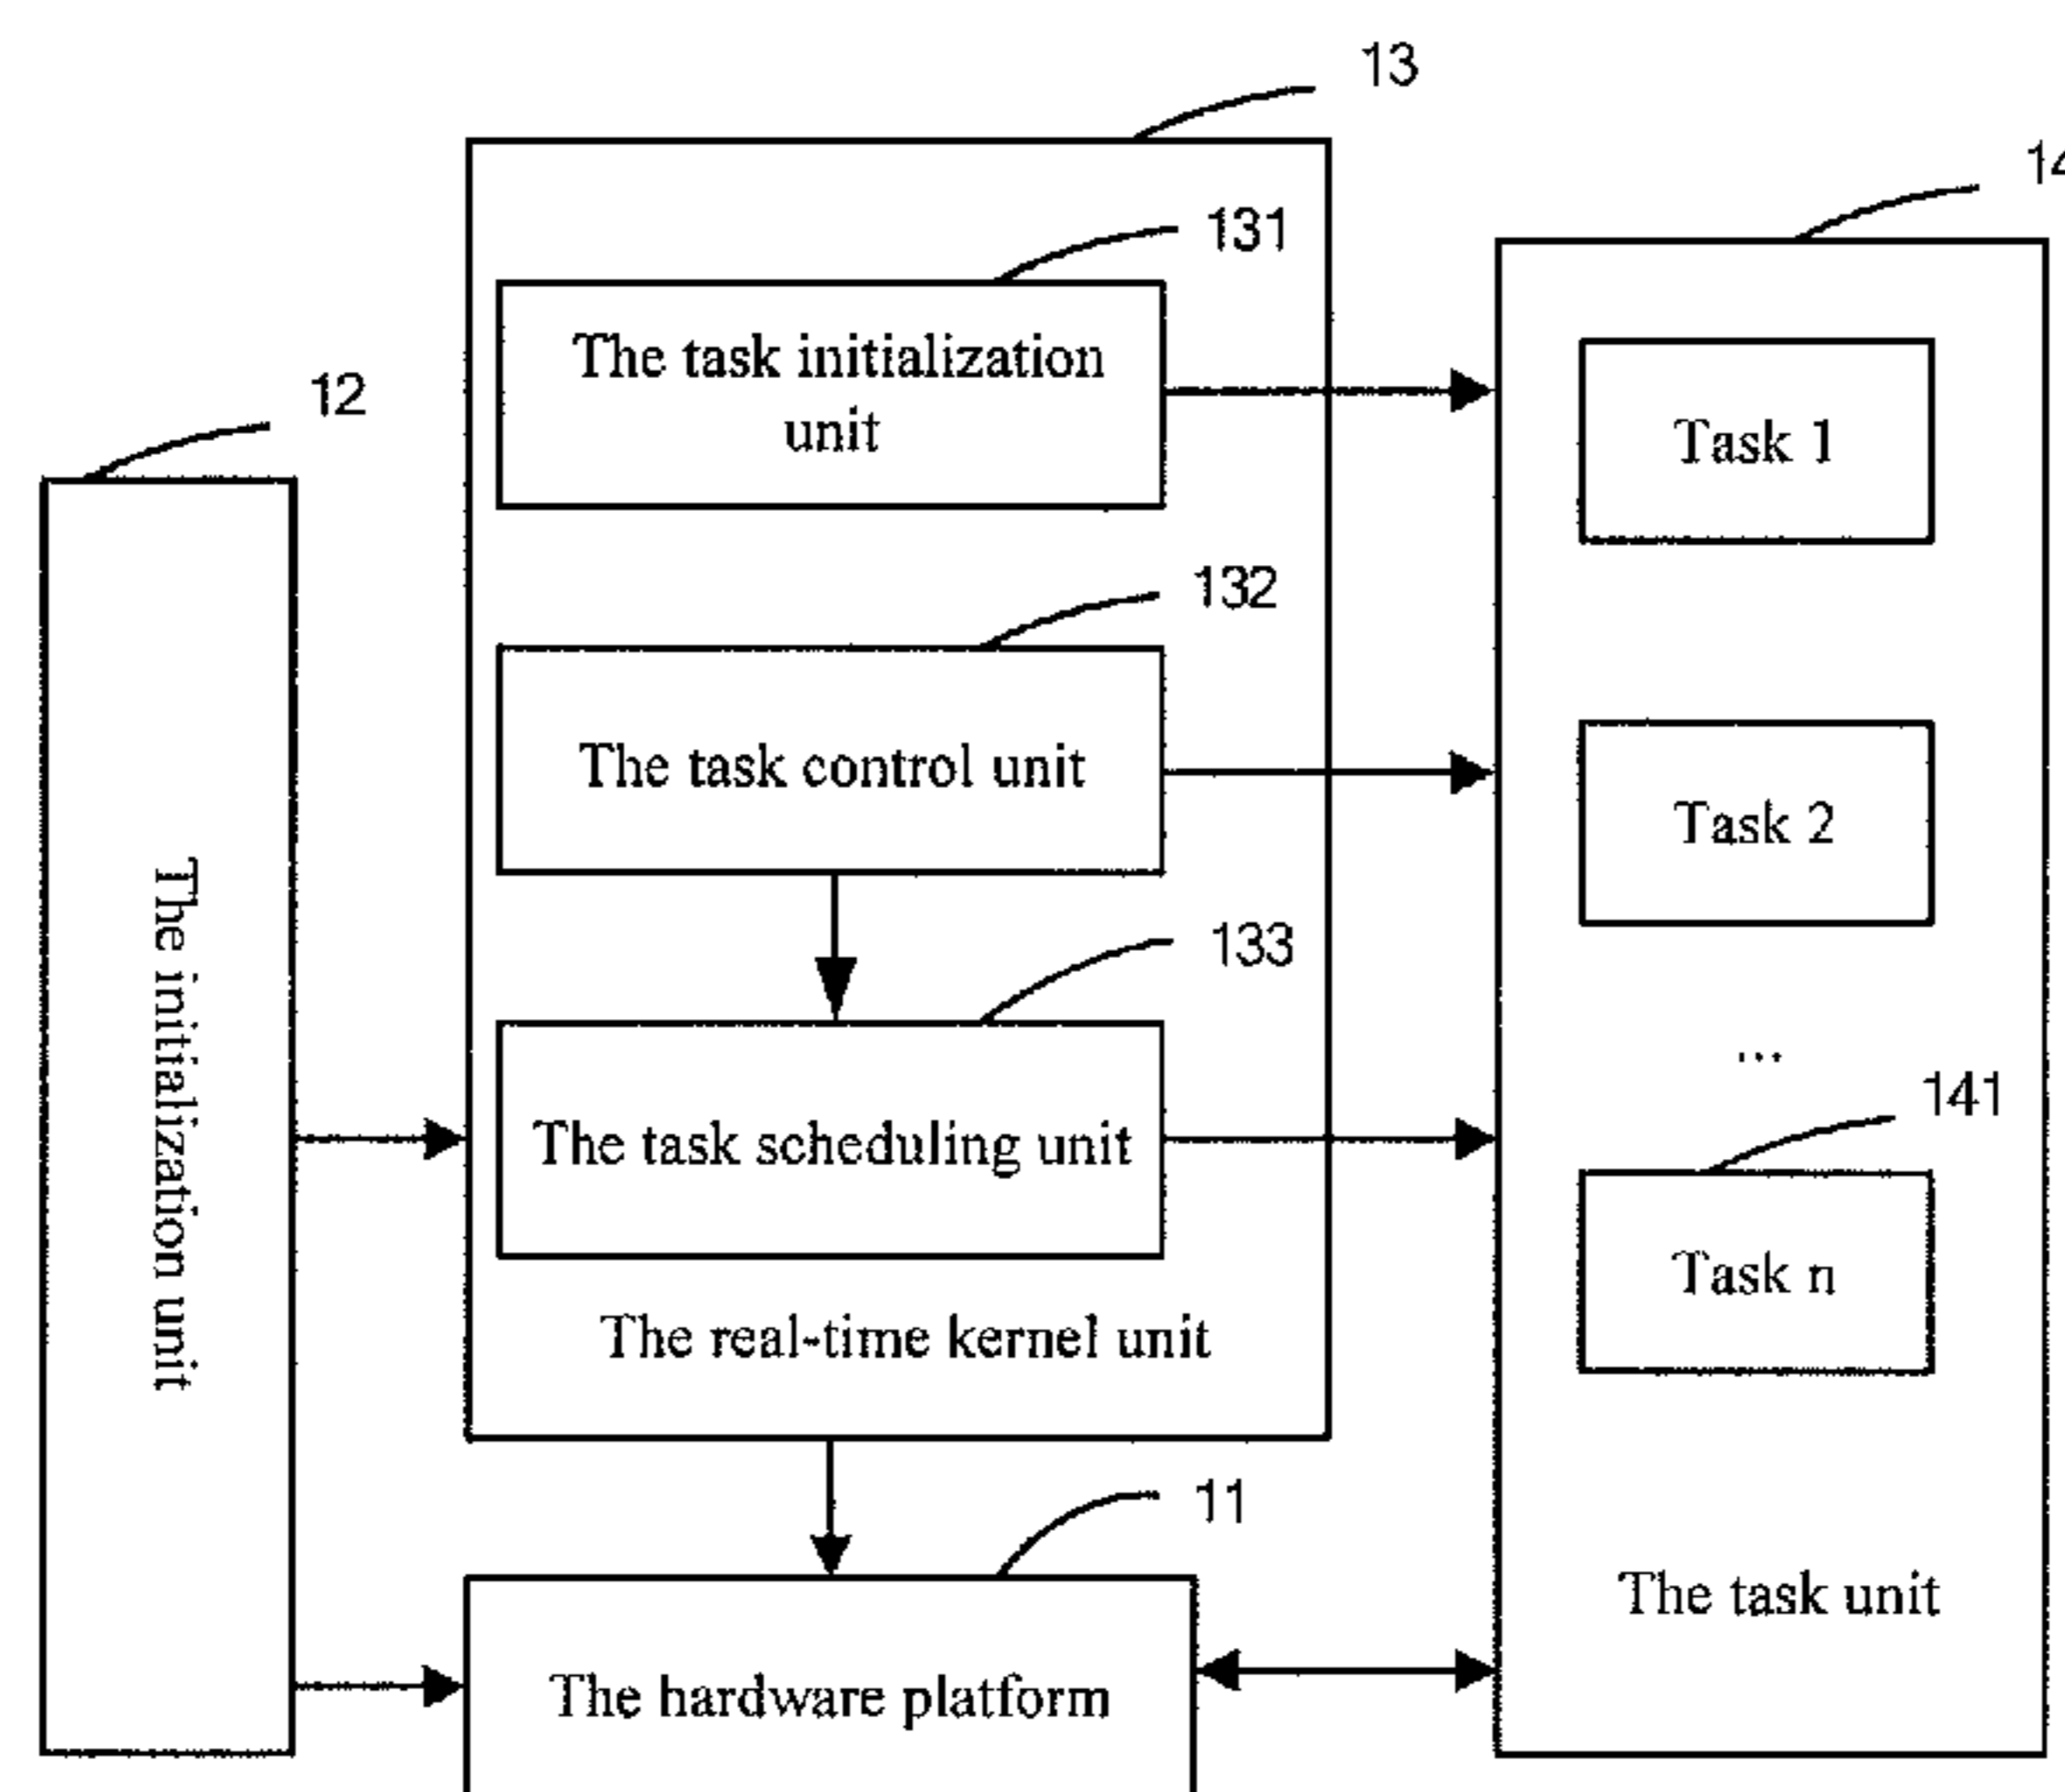 13
14
131
The task initialization
unit
12
Task 1
132
The task control unit
Task 2
133
...
141
The initialization unit
The task scheduling unit
Task n
The real-time kernel unit
11
The task unit
The hardware platform